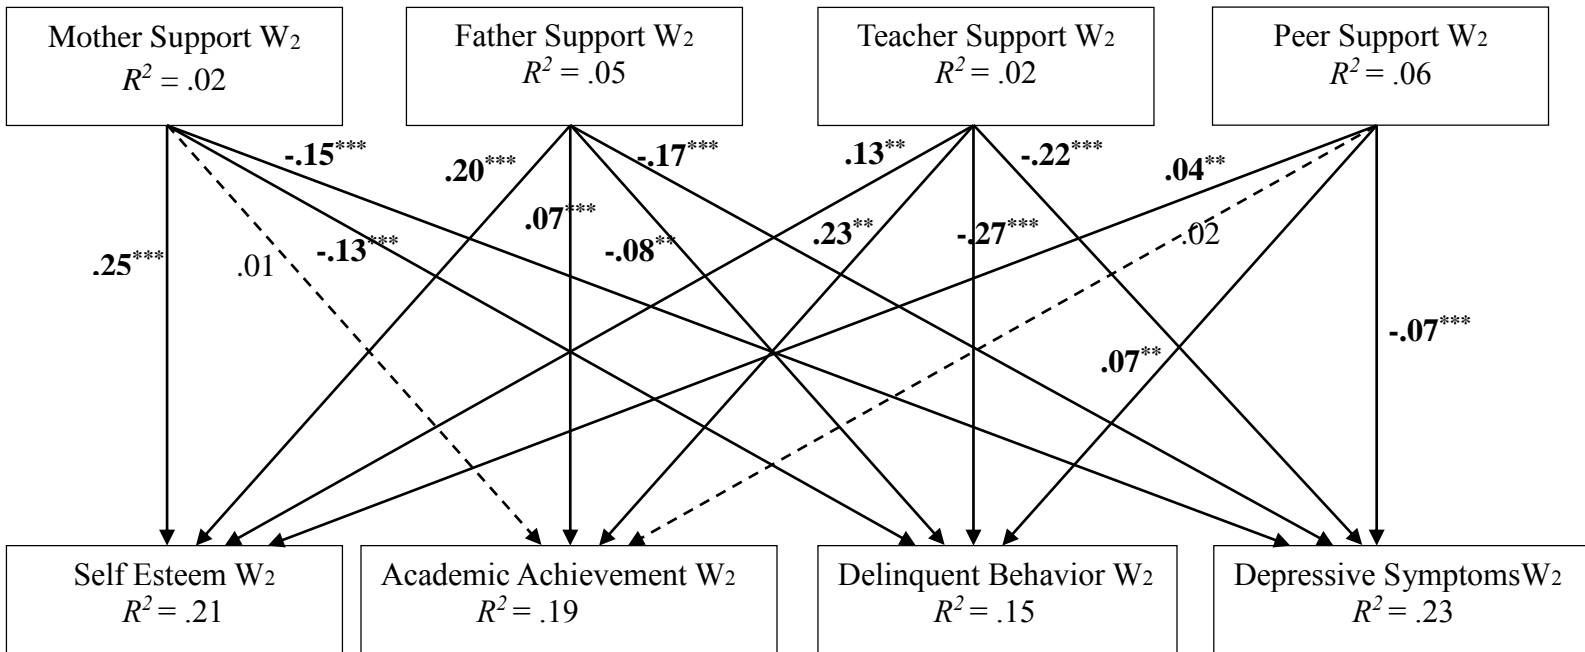 Mother Support W2
R2 = .02
Father Support W2
R2 = .05
Teacher Support W2
R2 = .02
Peer Support W2
R2 = .06
-.15***
.20***
-.17***
.13**
-.22***
.04**
.07***
.23**
-.27***
.02
.25***
.01
-.13***
-.08**
-.07***
.07**
Self Esteem W2
R2 = .21
Academic Achievement W2
R2 = .19
Delinquent Behavior W2
R2 = .15
Depressive SymptomsW2
R2 = .23